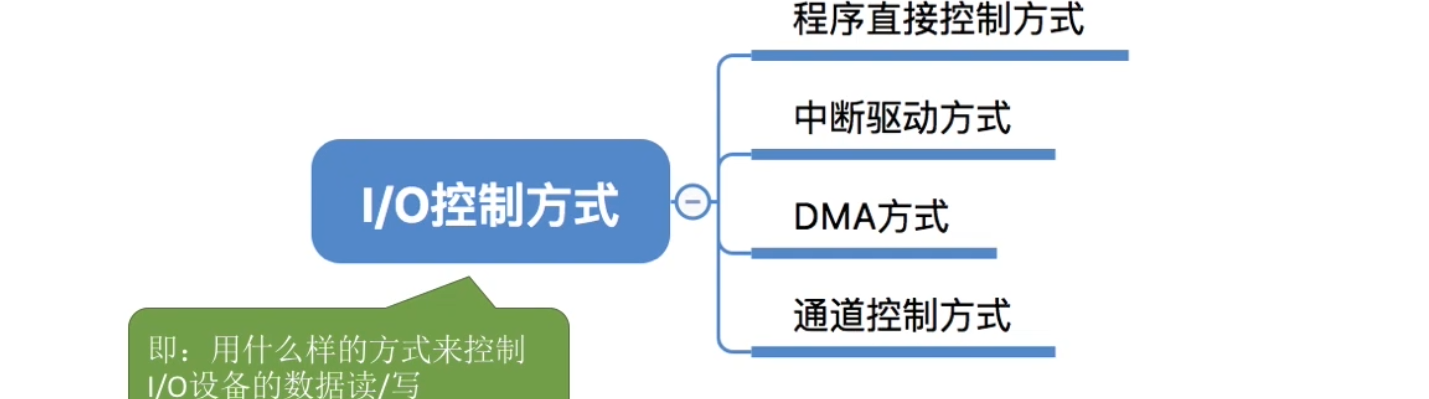 程序直接控制方式
中断驱动方式
I/O控制方式
DMA方式
通道控制方式
即：用什么样的方式来控制
I/O设备的数据读/写